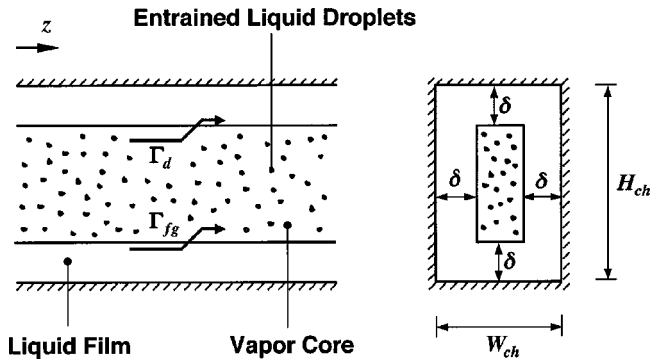 Entrained Liquid Droplets
z
Γd
Γfg
Liquid Film
Vapor Core
δ
δ
δ
δ
Hch
Wch